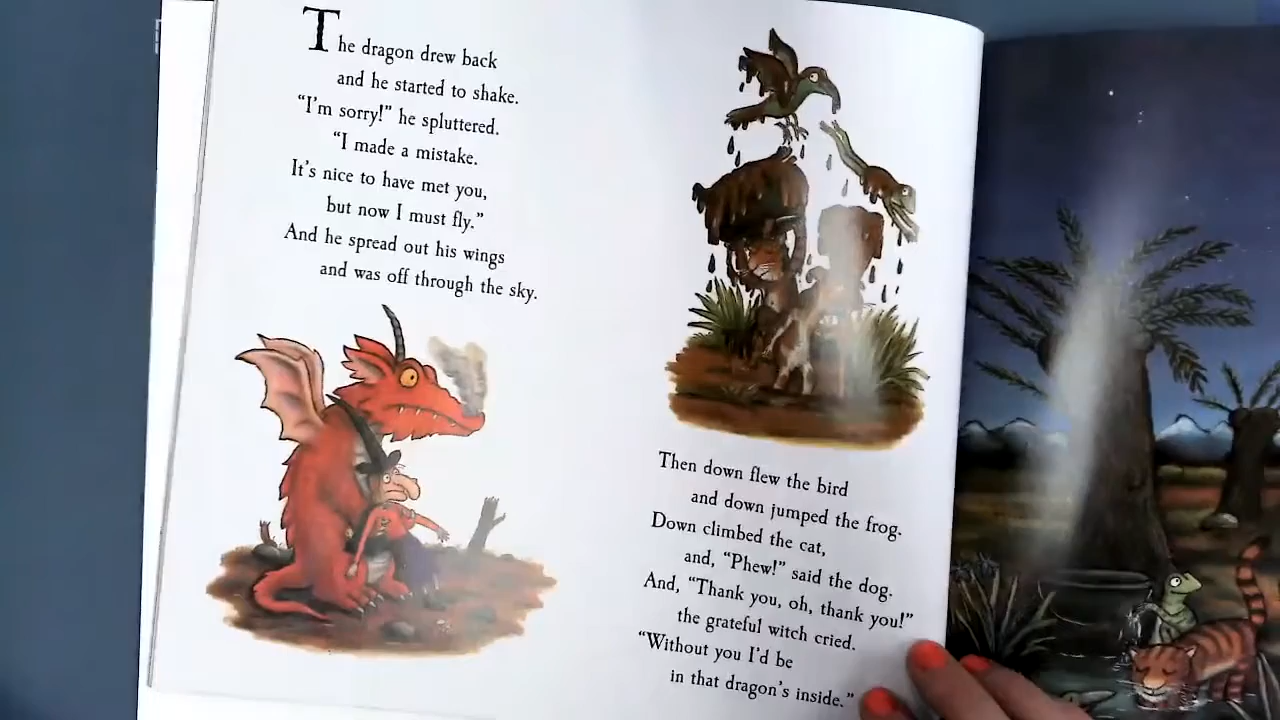 The dragon drew back
and he started to shake.
“I’m sorry!” he spluttered.
“I made a mistake.
It’s nice to have met you,
but now I must fly.”
And he spread out his wings
and was off through the sky.
Then down flew the bird
and down jumped the frog.
Down climbed the cat,
and, “Phew!” said the dog.
And, “Thank you, oh, thank you!”
the grateful witch cried.
“Without you I’d be
in that dragon’s inside.”